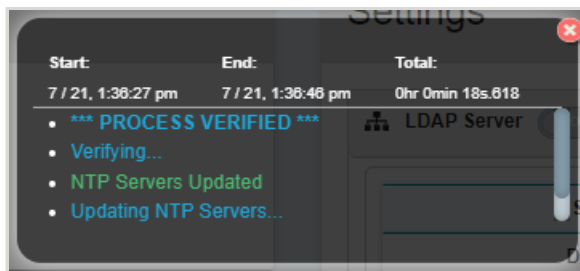 Settings
Start: End: Total:
7 / 21, 1:36:27 pm 7 / 21, 1:36:46 pm 0hr 0min 18s.618
*** PROCESS VERIFIED ***
LDAP Server
Verifying...
NTP Servers Updated
Updating NTP Servers...